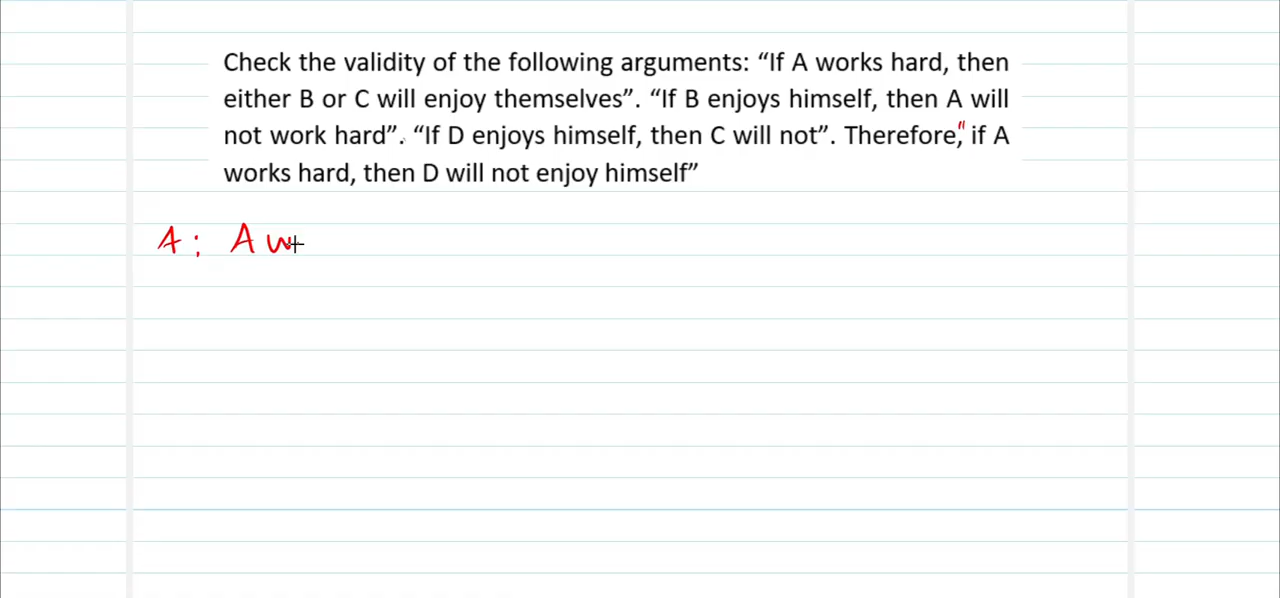 Check the validity of the following arguments: “If A works hard, then
either B or C will enjoy themselves”. “If B enjoys himself, then A will
not work hard”. “If D enjoys himself, then C will not”. Therefore," if A
works hard, then D will not enjoy himself”
A : A w